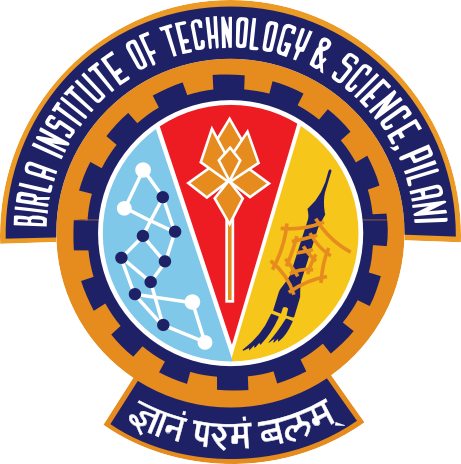 BIRLA INSTITUTE OF TECHNOLOGY & SCIENCE, PILANI
ज्ञानं परमं बलम्